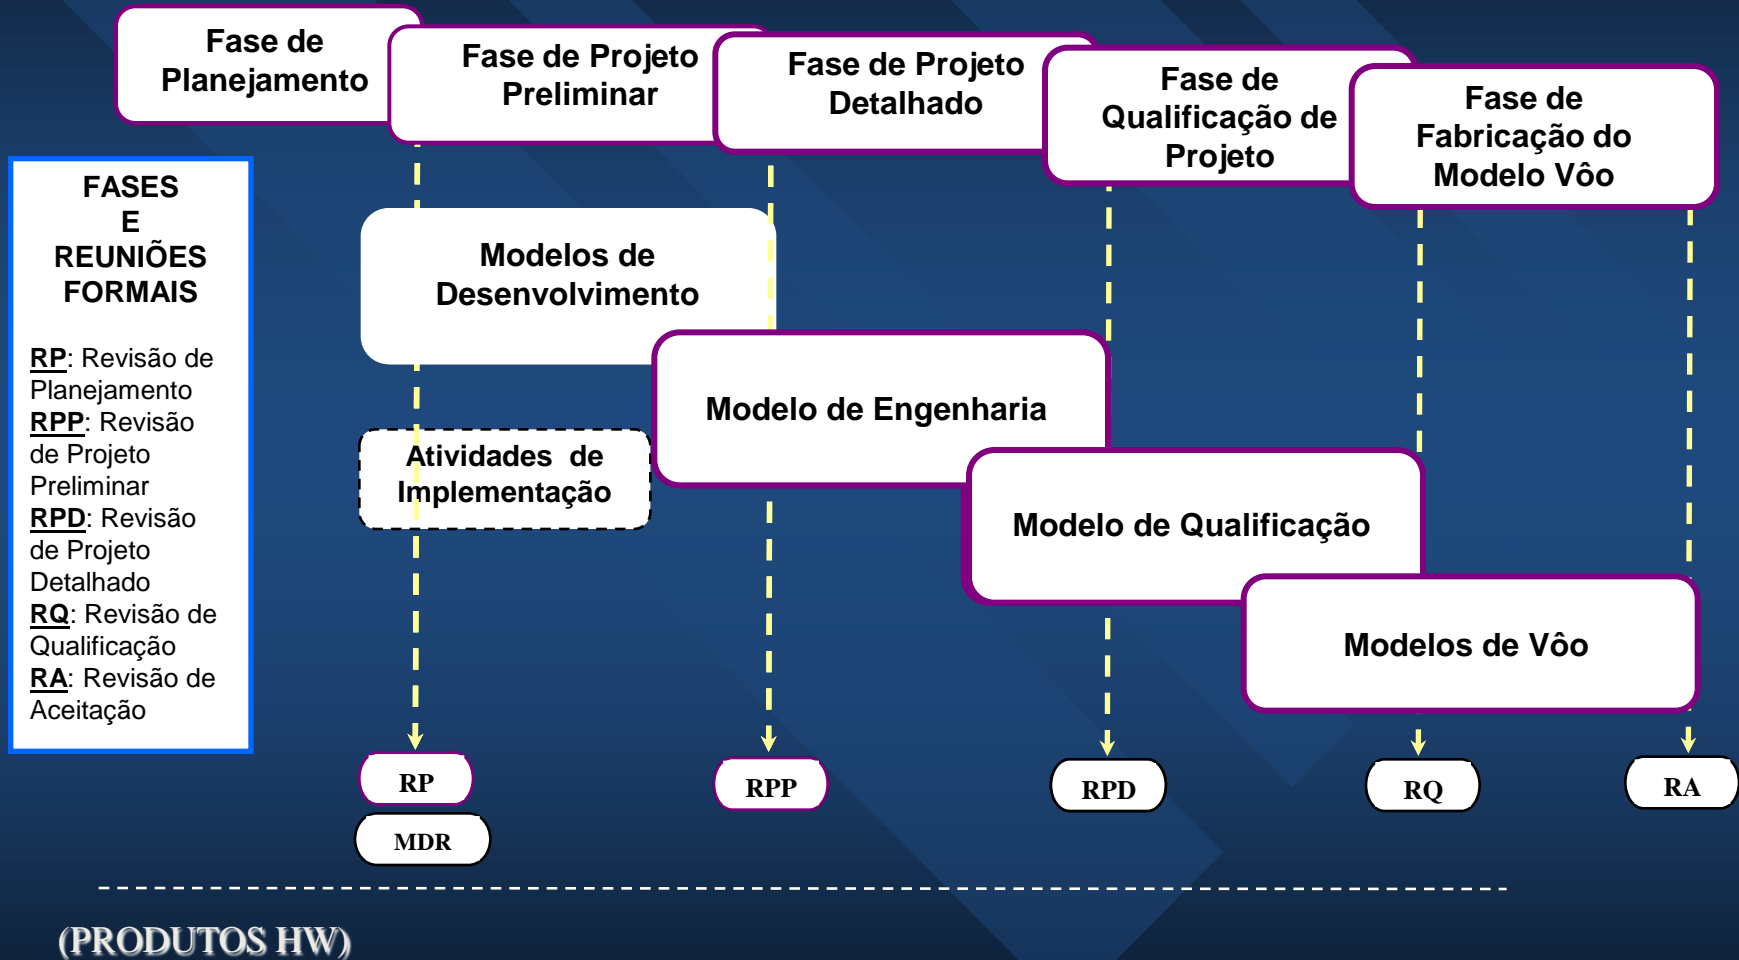 Fase de
Planejamento
Fase de Projeto
Preliminar
Fase de Projeto
Detalhado
Fase de
Qualificação de
Projeto
Fase de
Fabricação do
Modelo Vôo
FASES
E
REUNIÕES
FORMAIS
RP: Revisão de
Planejamento
RPP: Revisão
de Projeto
Preliminar
RPD: Revisão
de Projeto
Detalhado
RQ: Revisão de
Qualificação
RA: Revisão de
Aceitação
Modelos de
Desenvolvimento
Modelo de Engenharia
Atividades de
Implementação
Modelo de Qualificação
Modelos de Vôo
RP
RPP
RPD
RQ
RA
MDR
(PRODUTOS HW)